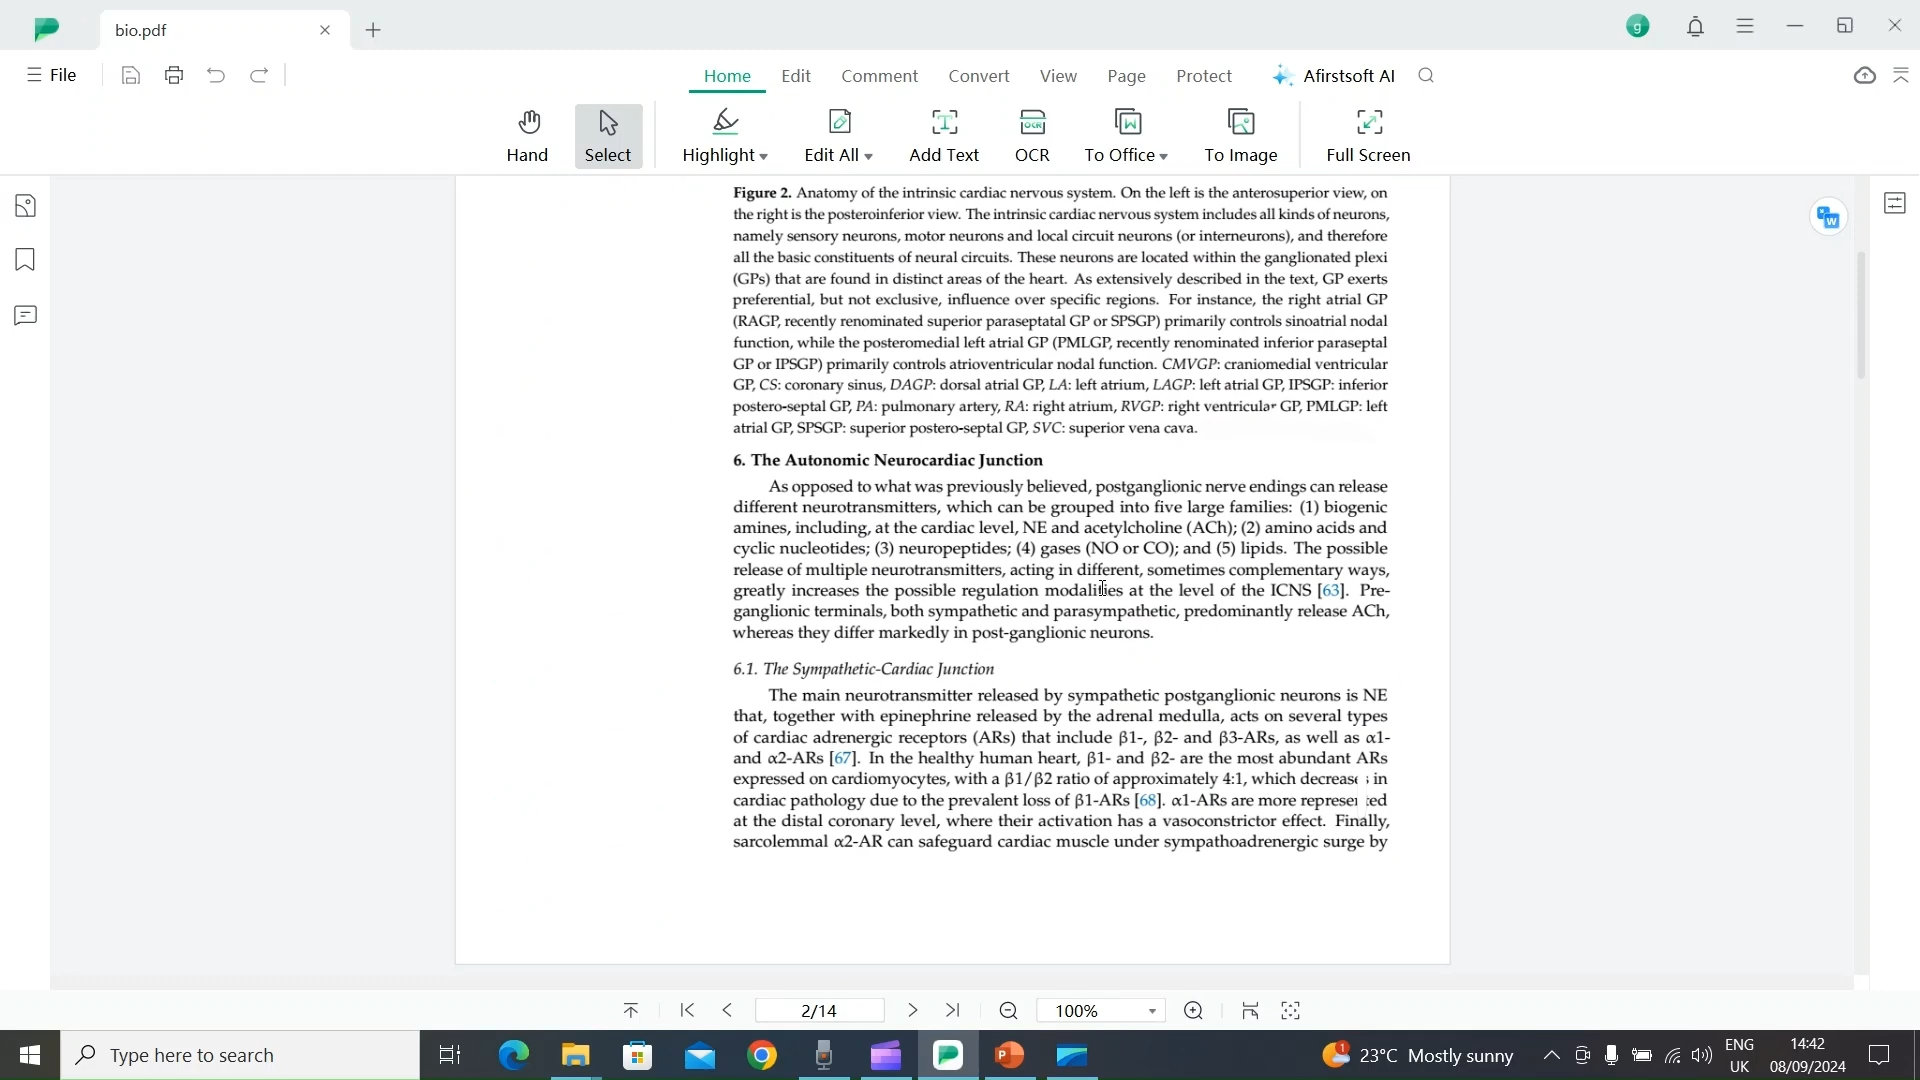 bio.pdf
g
File
Home Edit Comment Convert View Page Protect Afirstsoft AI
Hand Select Highlight Edit All Add Text OCR To Office To Image Full Screen
Figure 2. Anatomy of the intrinsic cardiac nervous system. On the left is the anterosuperior view, on
the right is the posteroinferior view. The intrinsic cardiac nervous system includes all kinds of neurons,
namely sensory neurons, motor neurons and local circuit neurons (or interneurons), and therefore
all the basic constituents of neural circuits. These neurons are located within the ganglionated plexi
(GPs) that are found in distinct areas of the heart. As extensively described in the text, GP exerts
preferential, but not exclusive, influence over specific regions. For instance, the right atrial GP
(RAGP, recently renominated superior paraseptatal GP or SPSGP) primarily controls sinoatrial nodal
function, while the posteromedial left atrial GP (PMLGP, recently renominated inferior paraseptal
GP or IPSGP) primarily controls atrioventricular nodal function. CMVGP: craniomedial ventricular
GP, CS: coronary sinus, DAGP: dorsal atrial GP, LA: left atrium, LAGP: left atrial GP, IPSGP: inferior
postero-septal GP, PA: pulmonary artery, RA: right atrium, RVGP: right ventricular GP, PMLGP: left
atrial GP, SPSGP: superior postero-septal GP, SVC: superior vena cava.
6. The Autonomic Neurocardiac Junction
As opposed to what was previously believed, postganglionic nerve endings can release
different neurotransmitters, which can be grouped into five large families: (1) biogenic
amines, including, at the cardiac level, NE and acetylcholine (ACh); (2) amino acids and
cyclic nucleotides; (3) neuropeptides; (4) gases (NO or CO); and (5) lipids. The possible
release of multiple neurotransmitters, acting in different, sometimes complementary ways,
greatly increases the possible regulation modalities at the level of the ICNS [63]. Pre-
ganglionic terminals, both sympathetic and parasympathetic, predominantly release ACh,
whereas they differ markedly in post-ganglionic neurons.
6.1. The Sympathetic-Cardiac Junction
The main neurotransmitter released by sympathetic postganglionic neurons is NE
that, together with epinephrine released by the adrenal medulla, acts on several types
of cardiac adrenergic receptors (ARs) that include β1-, β2- and β3-ARs, as well as α1-
and α2-ARs [67]. In the healthy human heart, β1- and β2- are the most abundant ARs
expressed on cardiomyocytes, with a β1/β2 ratio of approximately 4:1, which decreases in
cardiac pathology due to the prevalent loss of β1-ARs [68]. α1-ARs are more represented
at the distal coronary level, where their activation has a vasoconstrictor effect. Finally,
sarcolemmal α2-AR can safeguard cardiac muscle under sympathoadrenergic surge by
2/14 100%
Type here to search
23°C Mostly sunny
ENG
UK
14:42
08/09/2024